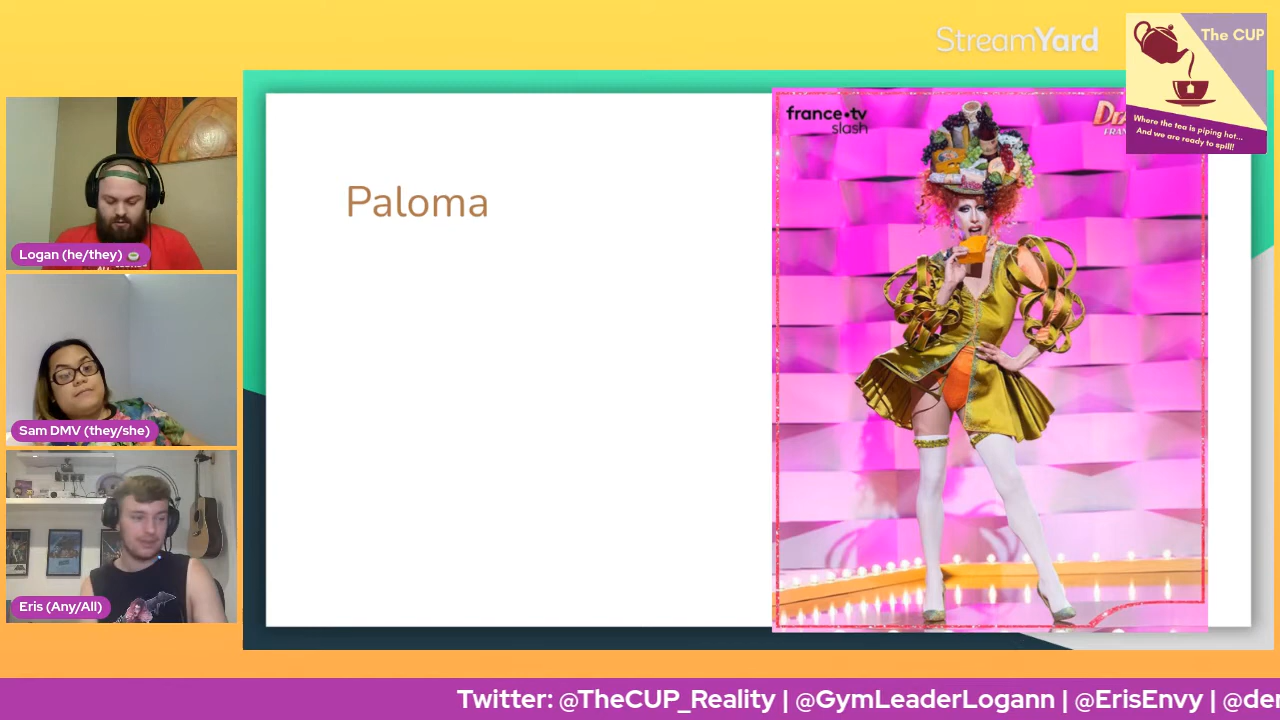 StreamYard
The CUP
Where the tea is piping hot...
And we are ready to spill!
france•tv
slash
Paloma
Logan (he/they) 🍵
Sam DMV (they/she)
Eris (Any/All)
Twitter: @TheCUP_Reality | @GymLeaderLogann | @ErisEnvy | @der